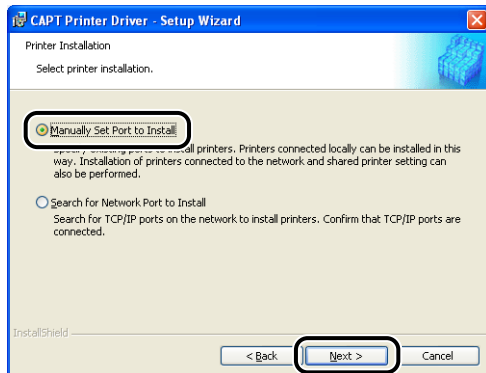 CAPT Printer Driver - Setup Wizard
Printer Installation
Select printer installation.
Manually Set Port to Install
to install printers. Printers connected locally can be installed in this
way. Installation of printers connected to the network and shared printer setting can
also be performed.
Search for Network Port to Install
Search for TCP/IP ports on the network to install printers. Confirm that TCP/IP ports are
connected.
InstallShield
< Back
Next >
Cancel